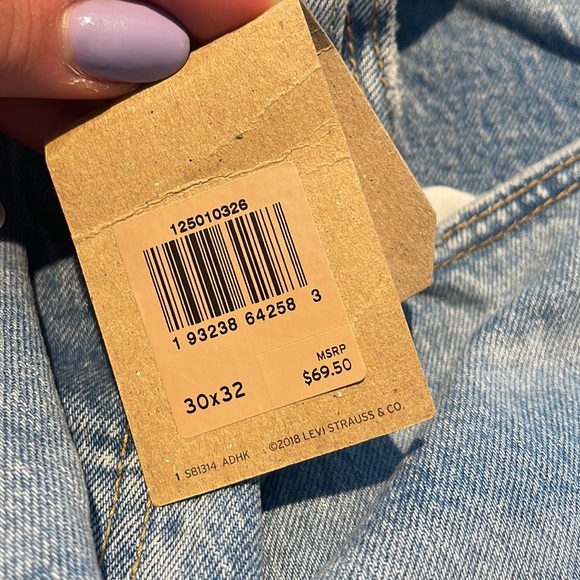 125010326
1 93238 64258 3
30x32
MSRP
$69.50
1 S81314 ADHK ©2018 LEVI STRAUSS & CO.